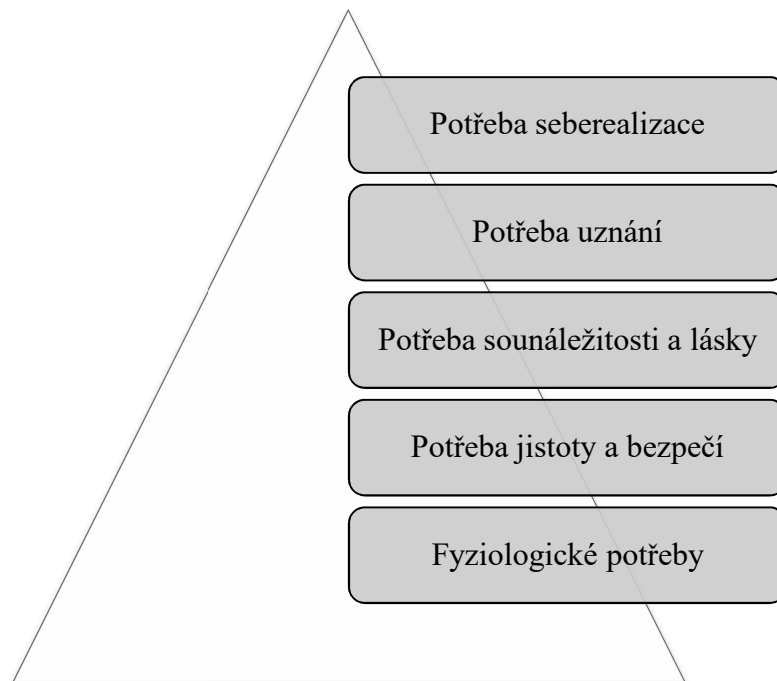 Potřeba seberealizace
Potřeba uznání
Potřeba sounáležitosti a lásky
Potřeba jistoty a bezpečí
Fyziologické potřeby